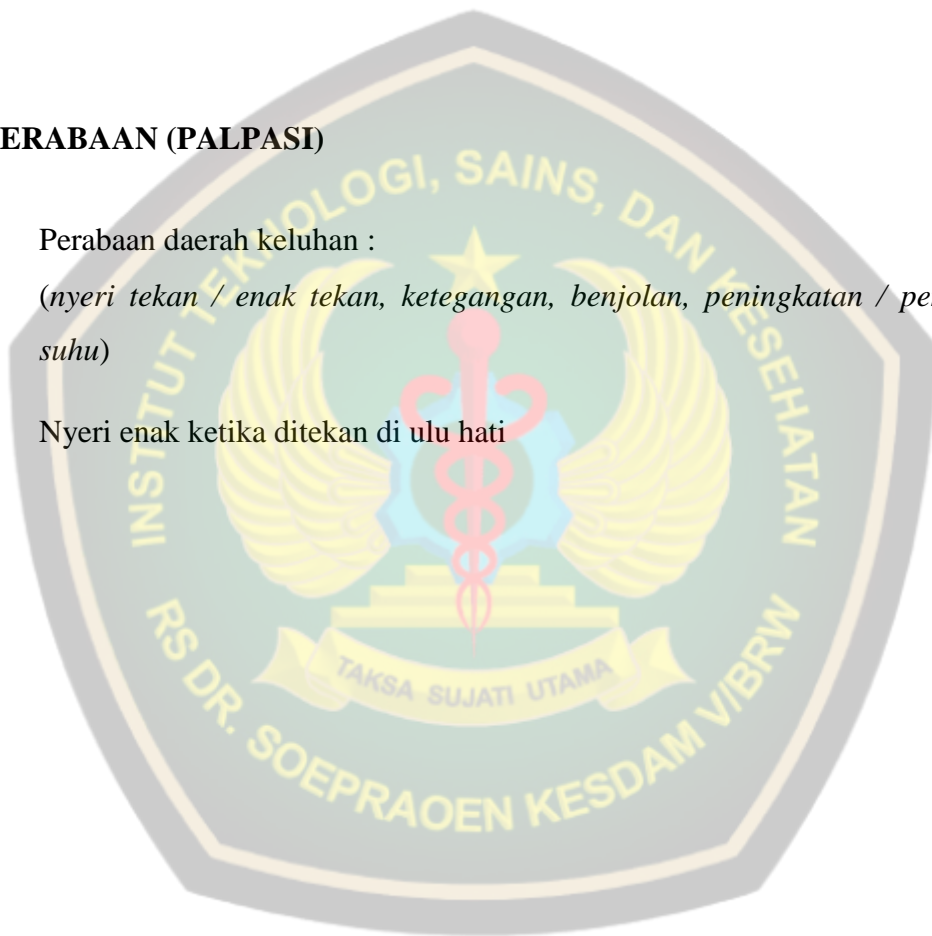 ERABAAN (PALPASI)
Perabaan daerah keluhan :
(nyeri tekan / enak tekan, ketegangan, benjolan, peningkatan / pe
suhu)
Nyeri enak ketika ditekan di ulu hati
INSTITUT TEKNOLOGI, SAINS, DAN KESEHATAN
TAKSA SUJATI UTAMA
RS DR. SOEPRAOEN KESDAM V/BRW